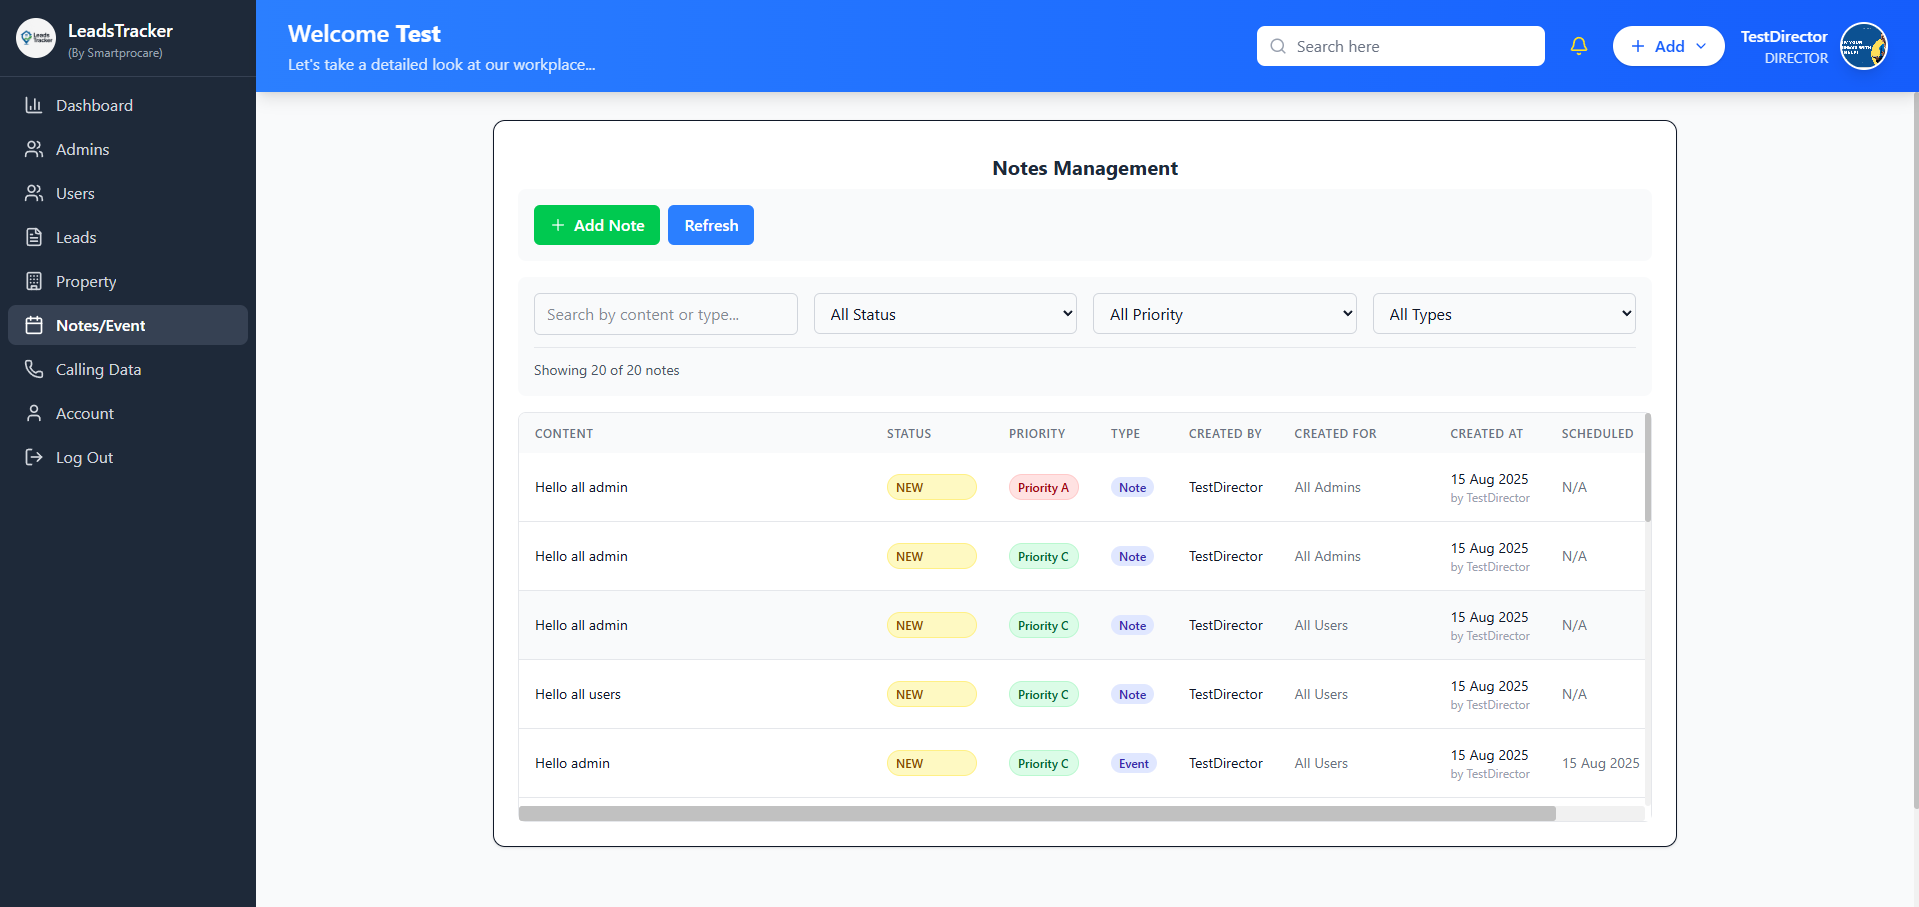 LeadsTracker
(By Smartprocare)
Dashboard
Admins
Users
Leads
Property
Notes/Event
Calling Data
Account
Log Out
Welcome Test
Let's take a detailed look at our workplace...
Search here
Add
TestDirector
DIRECTOR
Notes Management
Add Note
Refresh
Search by content or type...
All Status
All Priority
All Types
Showing 20 of 20 notes
CONTENT STATUS PRIORITY TYPE CREATED BY CREATED FOR CREATED AT SCHEDULED
Hello all admin NEW Priority A Note TestDirector All Admins 15 Aug 2025 N/A
by TestDirector
Hello all admin NEW Priority C Note TestDirector All Admins 15 Aug 2025 N/A
by TestDirector
Hello all admin NEW Priority C Note TestDirector All Users 15 Aug 2025 N/A
by TestDirector
Hello all users NEW Priority C Note TestDirector All Users 15 Aug 2025 N/A
by TestDirector
Hello admin NEW Priority C Event TestDirector All Users 15 Aug 2025 15 Aug 2025
by TestDirector